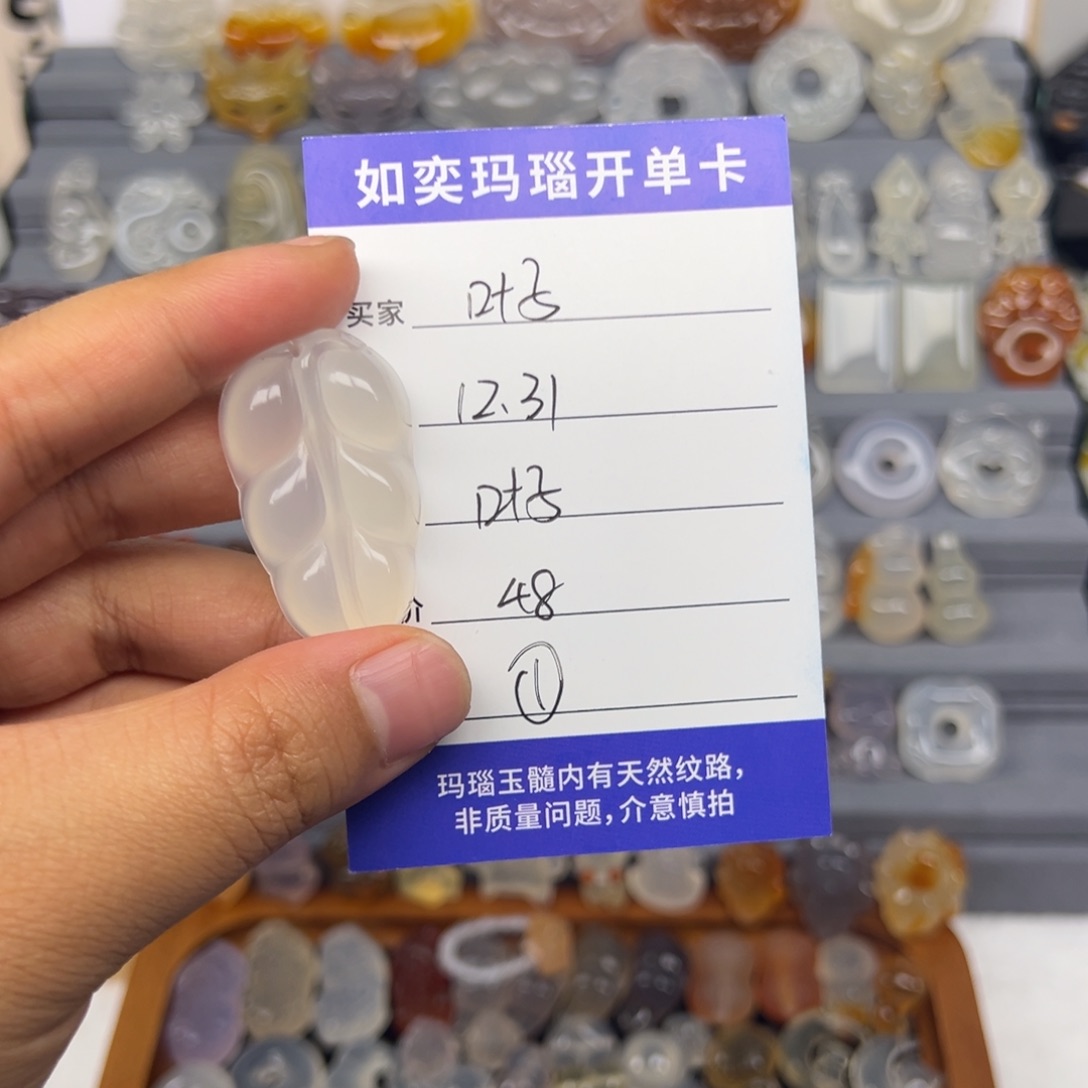 如奕玛瑙开单卡
买家 叶子
12.31
叶子
价 48
①
玛瑙玉髓内有天然纹路，
非质量问题，介意慎拍